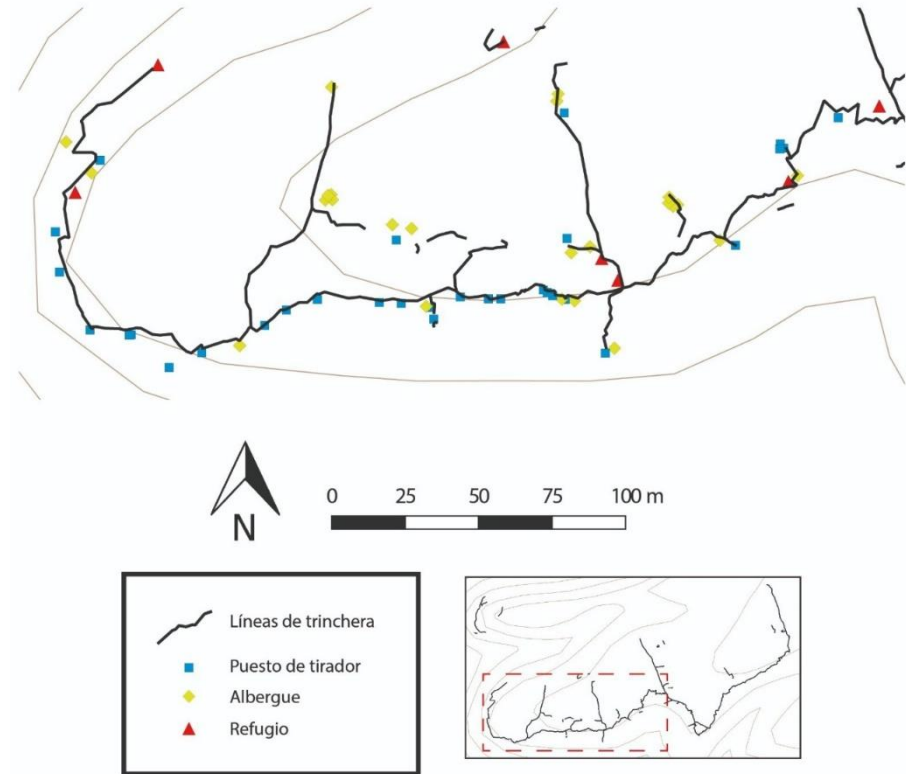 N
0 25 50 75 100 m
Líneas de trinchera
Puesto de tirador
Albergue
Refugio